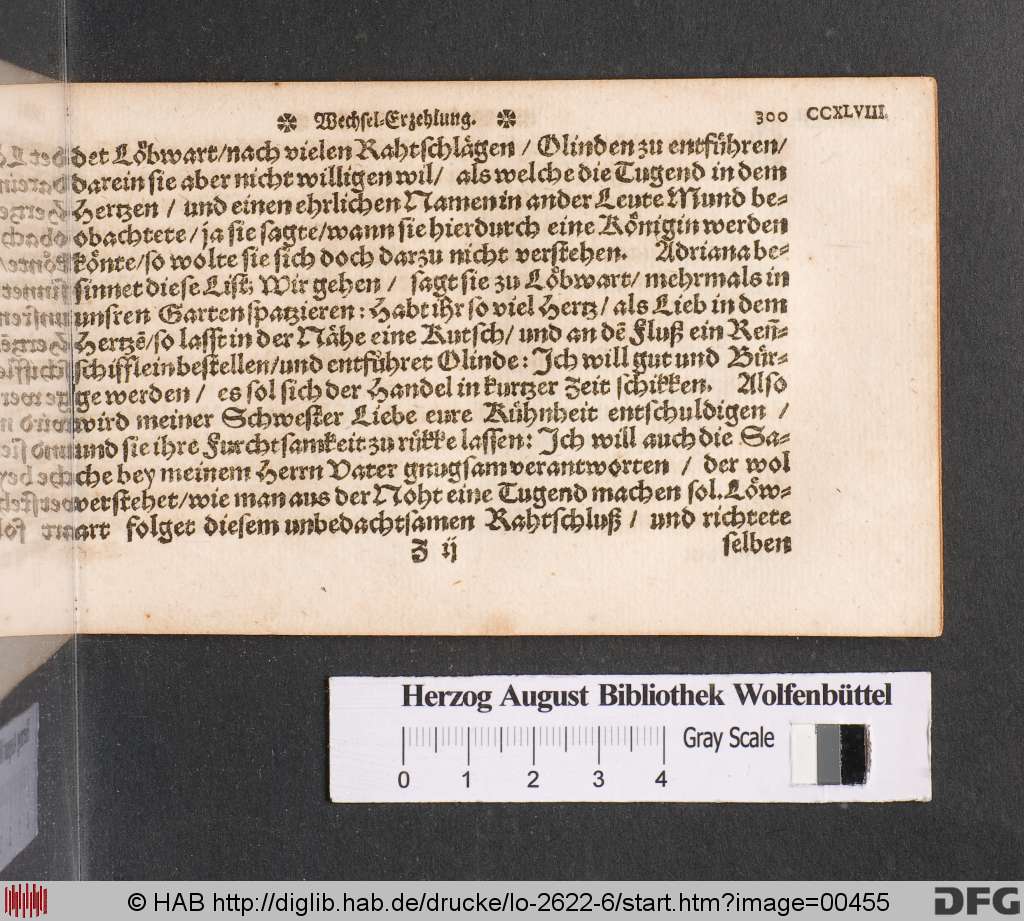 ✼ Wechsel-Erzehlung. ✼ 300 CCXLVIII.
det Löbwart/nach vielen Rahtschlägen / Olinden zu entführen/
darein sie aber nicht willigen wil/ als welche die Tugend in dem
Hertzen / und einen ehrlichen Namen in ander Leute Mund be-
obachtete/ ja sie sagte/wann sie hierdurch eine Königin werden
könte/so wolte sie sich doch darzu nicht verstehen. Adriana be-
sinnet diese List: Wir gehen / sagt sie zu Löbwart/ mehrmals in
unsren Garten spatzieren: Habt ihr so viel Hertz/ als Lieb in dem
Hertzē/so lasst in der Nähe eine Kutsch/ und an dē Fluß ein Reñ-
schifflein bestellen/und entführet Olinde: Ich will gut und Bür-
ge werden / es sol sich der Handel in kurtzer Zeit schikken. Also
wird meiner Schwester Liebe eure Kühnheit entschuldigen /
und sie ihre Furchtsamkeit zu rükke lassen: Ich will auch die Sa-
che bey meinem Herrn Vater gnugsam verantworten / der wol
verstehet/wie man aus der Noht eine Tugend machen sol. Löw-
art folget diesem unbedachtsamen Rahtschluß / und richtete
Z ij selben
Herzog August Bibliothek Wolfenbüttel
0 1 2 3 4 Gray Scale
© HAB http://diglib.hab.de/drucke/lo-2622-6/start.htm?image=00455 DFG